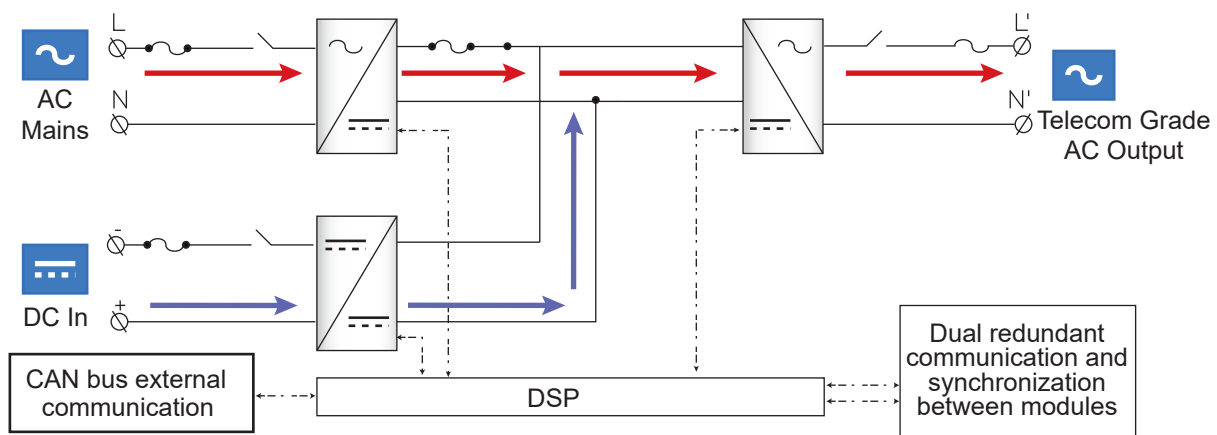 L
N
AC
Mains
L'
N'
Telecom Grade
AC Output
-
+
DC In
CAN bus external
communication
DSP
Dual redundant
communication and
synchronization
between modules